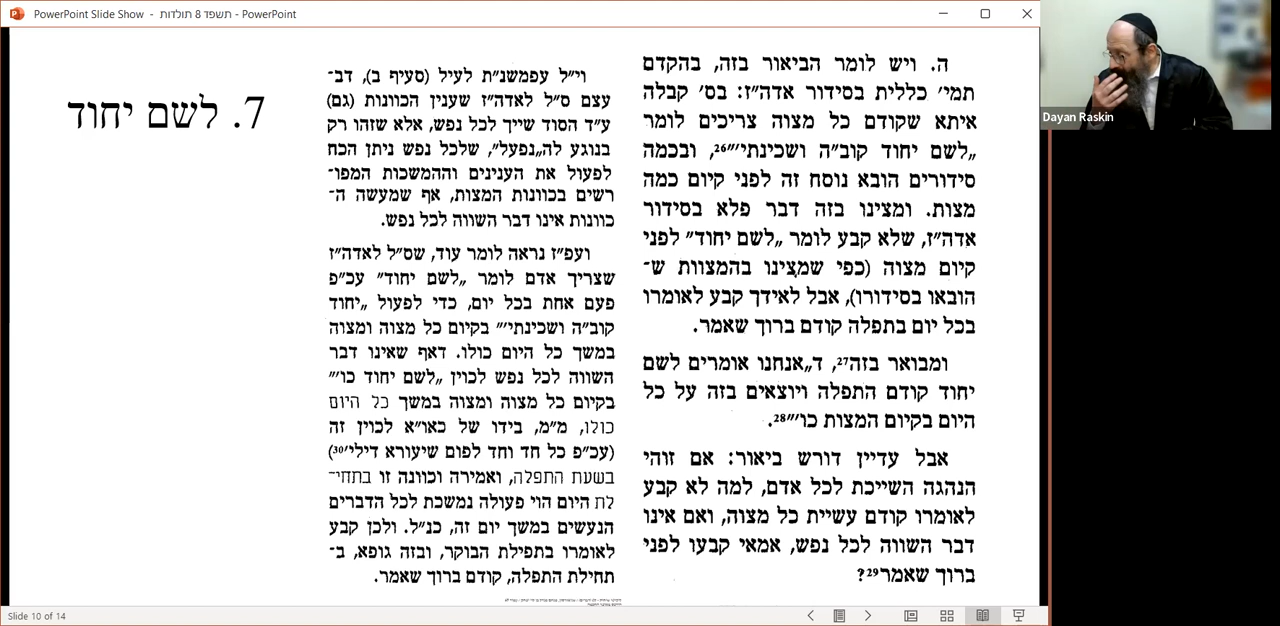 PowerPoint Slide Show - תשפד 8 תולדות - PowerPoint
Dayan Raskin
7. לשם יחוד
ה. ויש לומר הביאור בזה, בהקדם
תמי׳ כללית בסידור אדה״ז: בס׳ קבלה
איתא שקודם כל מצוה צריכים לומר
„לשם יחוד קוב״ה ושכינתי׳״26, ובכמה
סידורים הובא נוסח זה לפני קיום כמה
מצות. ומצינו בזה דבר פלא בסידור
אדה״ז, שלא קבע לומר „לשם יחוד״ לפני
קיום מצוה (כפי שמצינו בהמצוות ש־
הובאו בסידורו), אבל לאידך קבע לאומרו
בכל יום בתפלה קודם ברוך שאמר.
ומבואר בזה27, ד„אנחנו אומרים לשם
יחוד קודם התפלה ויוצאים בזה על כל
היום בקיום המצות כו׳״28.
אבל עדיין דורש ביאור: אם זוהי
הנהגה השייכת לכל אדם, למה לא קבע
לאומרו קודם עשיית כל מצוה, ואם אינו
דבר השווה לכל נפש, אמאי קבעו לפני
ברוך שאמר29?
וי״ל עפמשנ״ת לעיל (סעיף ב), דב־
עצם ס״ל לאדה״ז שענין הכוונות (גם)
ע״ד הסוד שייך לכל נפש, אלא שזהו רק
בנוגע לה„נפעל״, שלכל נפש ניתן הכח
לפעול את הענינים וההמשכות המפו־
רשים בכוונות המצות, אף שמעשה ה־
כוונות אינו דבר השווה לכל נפש.
ועפ״ז נראה לומר עוד, שס״ל לאדה״ז
שצריך אדם לומר „לשם יחוד״ עכ״פ
פעם אחת בכל יום, כדי לפעול „יחוד
קוב״ה ושכינתי׳״ בקיום כל מצוה ומצוה
במשך כל היום כולו. דאף שאינו דבר
השווה לכל נפש לכוין „לשם יחוד כו׳״
בקיום כל מצוה ומצוה במשך כל היום
כולו, מ״מ, בידו של כאו״א לכוין זה
(עכ״פ כל חד וחד לפום שיעורא דילי׳30)
בשעת התפלה, ואמירה וכוונה זו בתחי־
לת היום הוי פעולה נמשכת לכל הדברים
הנעשים במשך יום זה, כנ״ל. ולכן קבע
לאומרו בתפילת הבוקר, ובזה גופא, ב־
תחילת התפלה, קודם ברוך שאמר.
Slide 10 of 14